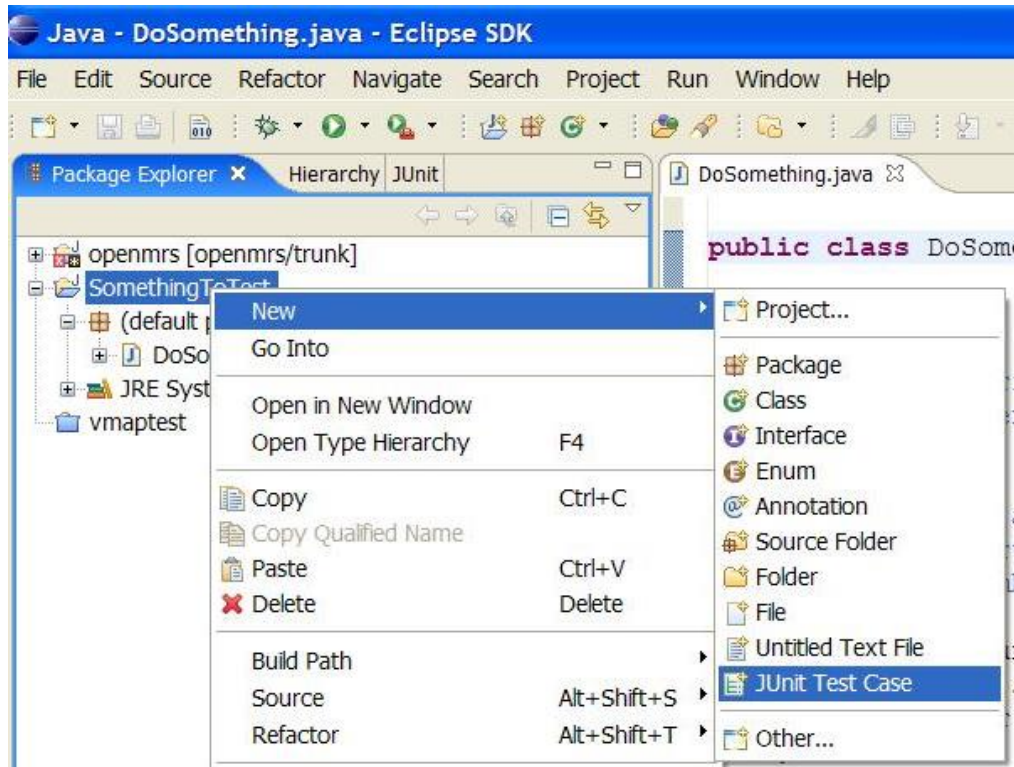 Java - DoSomething.java - Eclipse SDK
File Edit Source Refactor Navigate Search Project Run Window Help
Package Explorer Hierarchy JUnit
DoSomething.java
public class DoSom
openmrs [openmrs/trunk]
SomethingToTest
(default p
DoSo
JRE Syst
vmaptest
New
Go Into
Open in New Window
Open Type Hierarchy F4
Copy Ctrl+C
Copy Qualified Name
Paste Ctrl+V
Delete Delete
Build Path
Source Alt+Shift+S
Refactor Alt+Shift+T
Project...
Package
Class
Interface
Enum
Annotation
Source Folder
Folder
File
Untitled Text File
JUnit Test Case
Other...